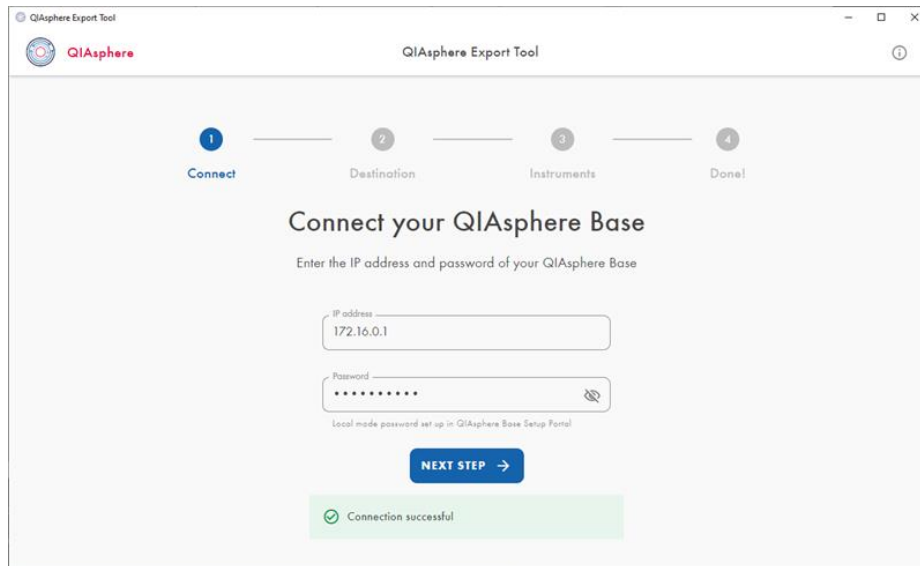 QIAsphere Export Tool
QIAsphere
QIAsphere Export Tool
1
2
3
4
Connect
Destination
Instruments
Done!
Connect your QIAsphere Base
Enter the IP address and password of your QIAsphere Base
IP address
172.16.0.1
Password
••••••••••
Local mode password set up in QIAsphere Base Setup Portal
NEXT STEP →
Connection successful